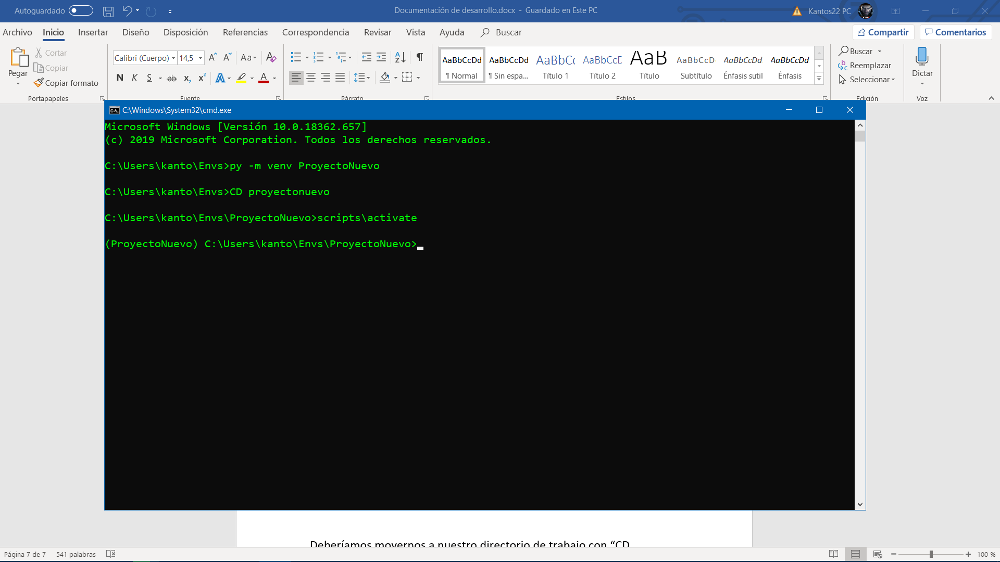 Autoguardado
Documentación de desarrollo.docx - Guardado en Este PC
Kantos22 PC
Archivo Inicio Insertar Diseño Disposición Referencias Correspondencia Revisar Vista Ayuda Buscar
Compartir Comentarios
Pegar
Cortar
Copiar
Copiar formato
Portapapeles
Calibri (Cuerpo) 14,5 Aa
N K S ab x₂ x² A A
Fuente
Párrafo
AaBbCcDd AaBbCcDd AaBbCc AaBbCcD AaB AaBbCcD AaBbCcDd AaBbCcDd
¶ Normal ¶ Sin espa... Título 1 Título 2 Título Subtítulo Énfasis sutil Énfasis
Estilos
Buscar
Reemplazar
Seleccionar
Edición
Dictar
Voz
C:\Windows\System32\cmd.exe
Microsoft Windows [Versión 10.0.18362.657]
(c) 2019 Microsoft Corporation. Todos los derechos reservados.
C:\Users\kanto\Envs>py -m venv ProyectoNuevo
C:\Users\kanto\Envs>CD proyectonuevo
C:\Users\kanto\Envs\ProyectoNuevo>scripts\activate
(ProyectoNuevo) C:\Users\kanto\Envs\ProyectoNuevo>
Deberíamos movernos a nuestro directorio de trabajo con “CD
Página 7 de 7 541 palabras
100 %